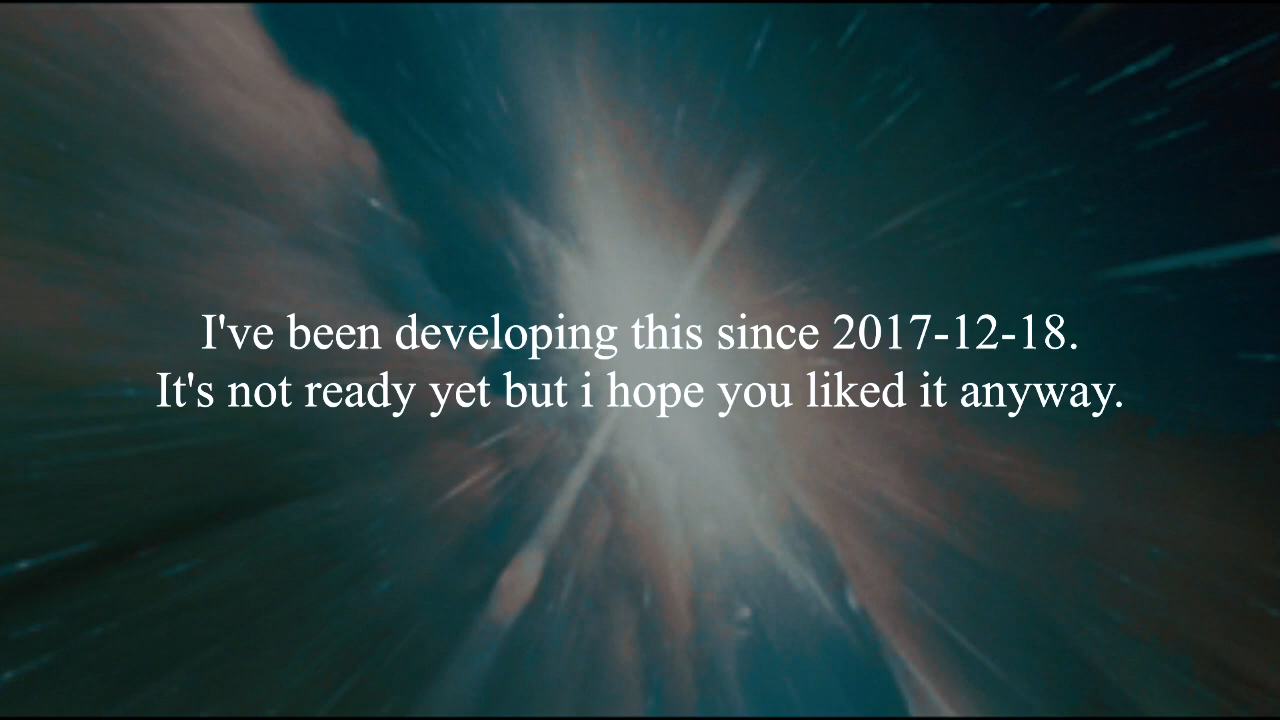 I've been developing this since 2017-12-18.
It's not ready yet but i hope you liked it anyway.